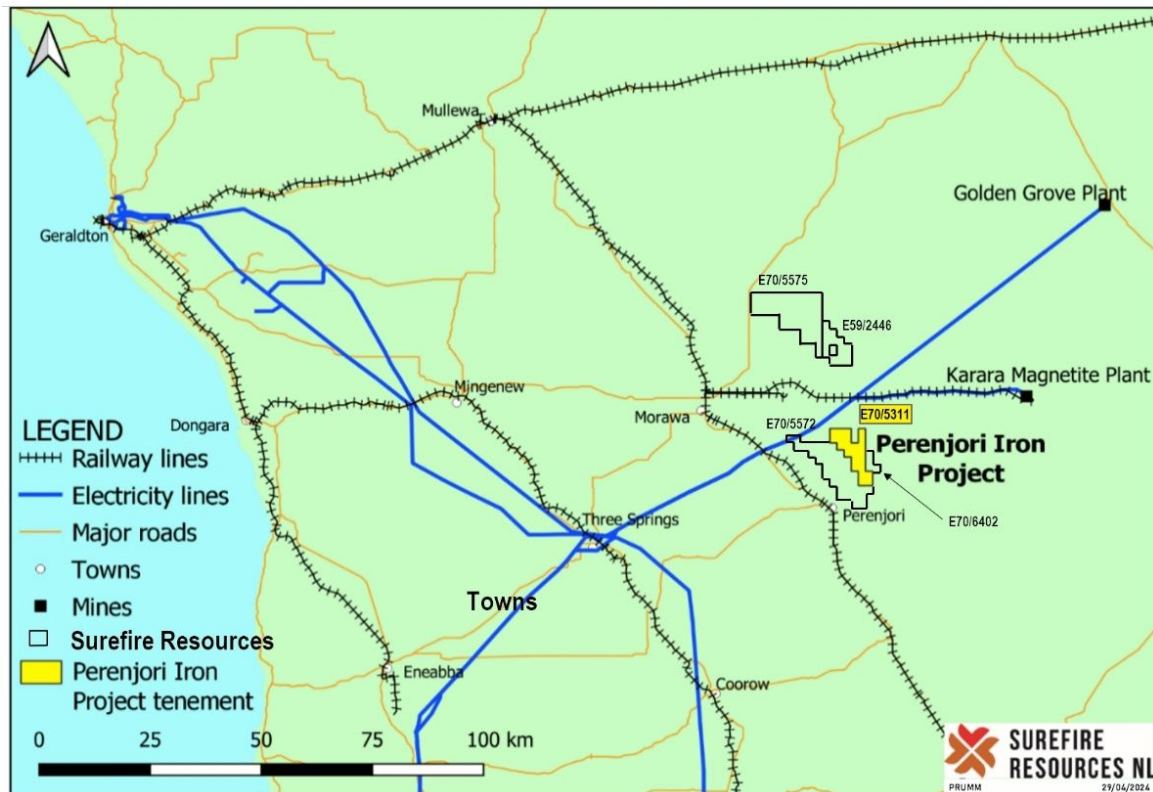 Mullewa
Golden Grove Plant
Geraldton
E70/5575
E59/2446
Mingenew
Karara Magnetite Plant
Morawa
E70/5311
Dongara
E70/5572
Perenjori Iron
Project
E70/6402
Perenjori
Three Springs
Towns
Eneabba
Coorow
LEGEND
Railway lines
Electricity lines
Major roads
Towns
Mines
Surefire Resources
Perenjori Iron
Project tenement
0 25 50 75 100 km
SUREFIRE
RESOURCES NL
PRUMM 29/04/2024